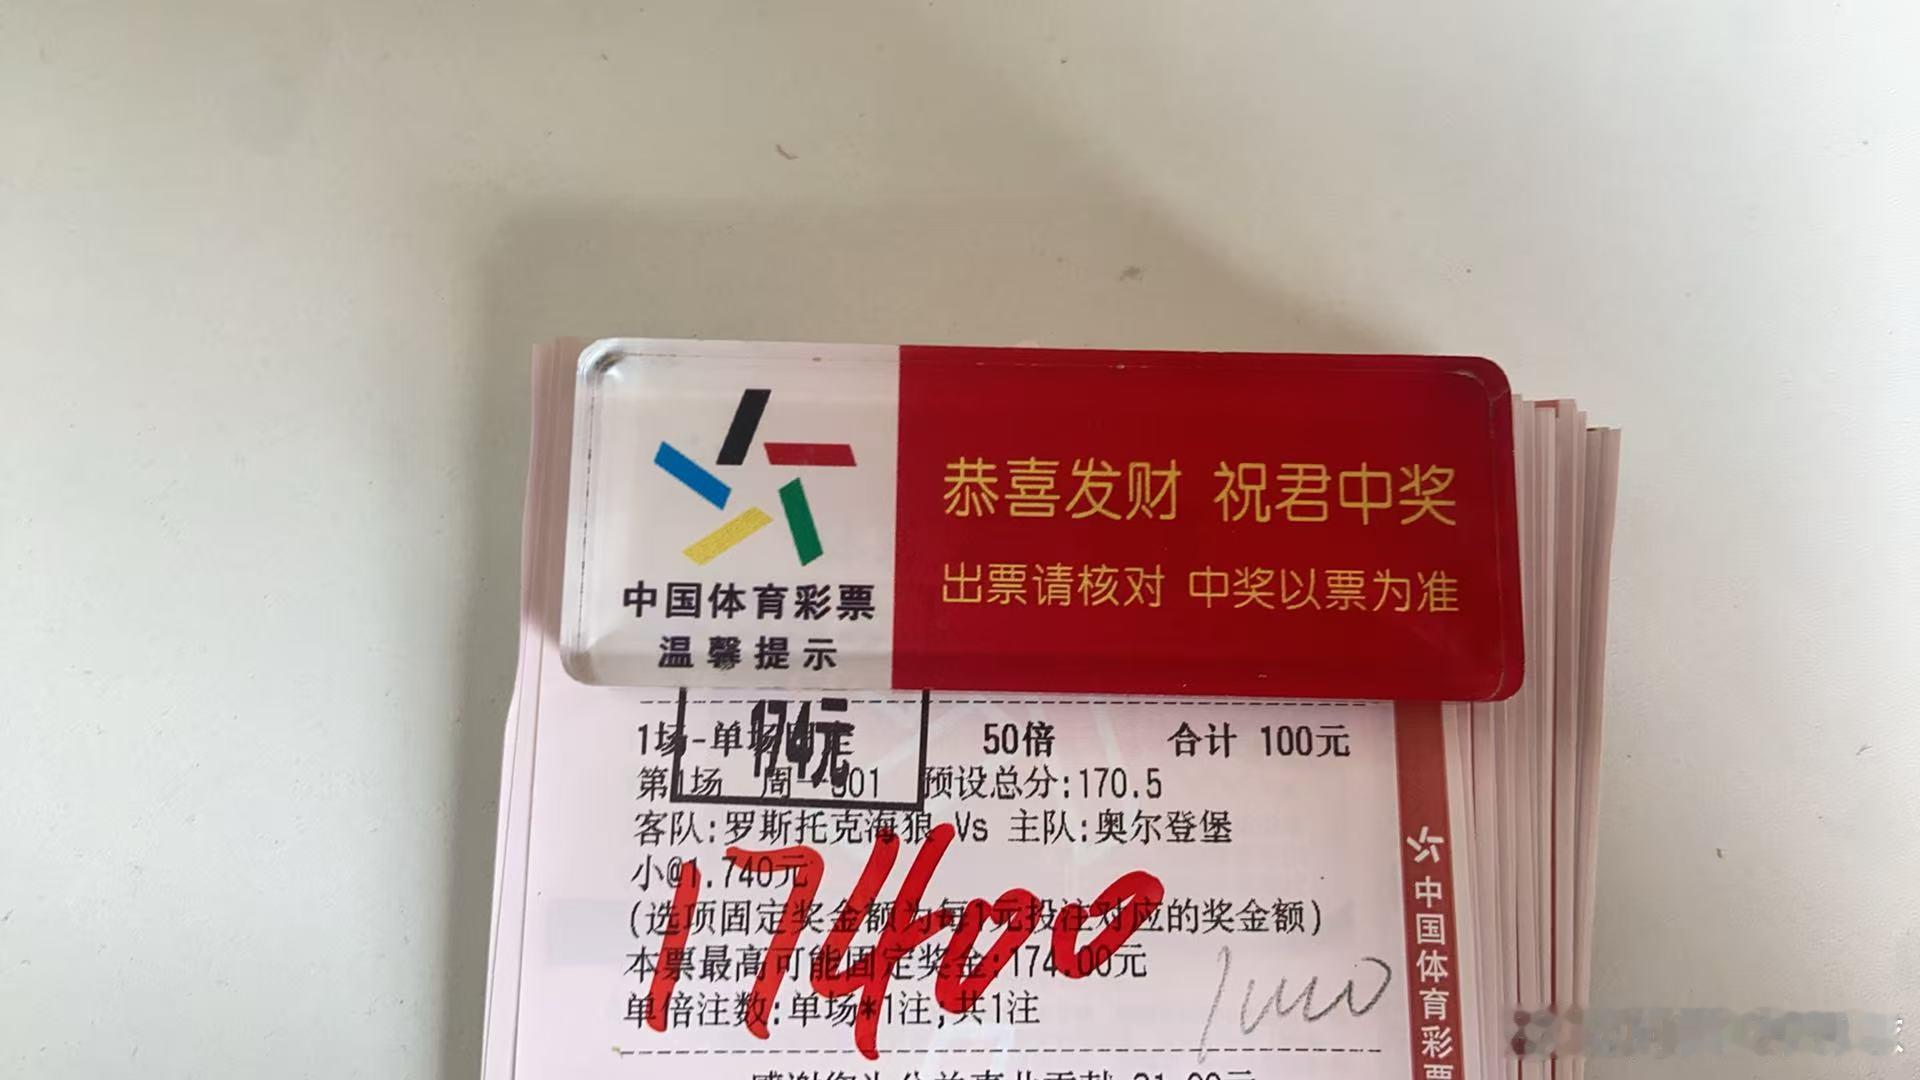 中国体育彩票
温馨提示
恭喜发财 祝君中奖
出票请核对 中奖以票为准
174元
1场-单场固定 50倍 合计 100元
第1场 周一301 预设总分:170.5
客队:罗斯托克海狼 Vs 主队:奥尔登堡
小@1.740元
(选项固定奖金额为每1元投注对应的奖金额)
本票最高可能固定奖金:174.00元
单倍注数:单场*1注;共1注
17400
中国体育彩票